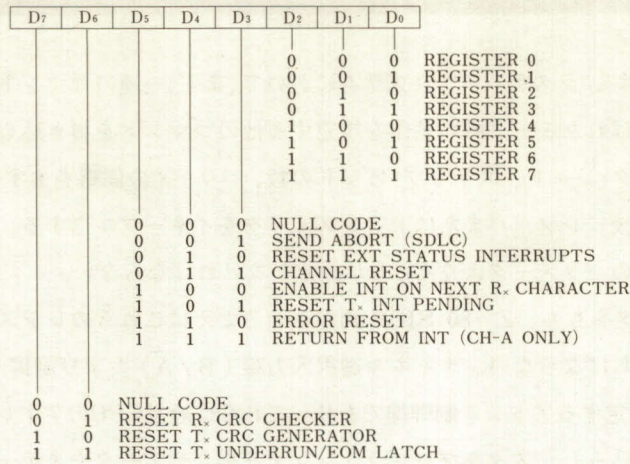 D7 D6 D5 D4 D3 D2 D1 D0
0 0 0 REGISTER 0
0 0 1 REGISTER 1
0 1 0 REGISTER 2
0 1 1 REGISTER 3
1 0 0 REGISTER 4
1 0 1 REGISTER 5
1 1 0 REGISTER 6
1 1 1 REGISTER 7
0 0 0 NULL CODE
0 0 1 SEND ABORT (SDLC)
0 1 0 RESET EXT STATUS INTERRUPTS
0 1 1 CHANNEL RESET
1 0 0 ENABLE INT ON NEXT Rx CHARACTER
1 0 1 RESET Tx INT PENDING
1 1 0 ERROR RESET
1 1 1 RETURN FROM INT (CH-A ONLY)
0 0 NULL CODE
0 1 RESET Rx CRC CHECKER
1 0 RESET Tx CRC GENERATOR
1 1 RESET Tx UNDERRUN/EOM LATCH